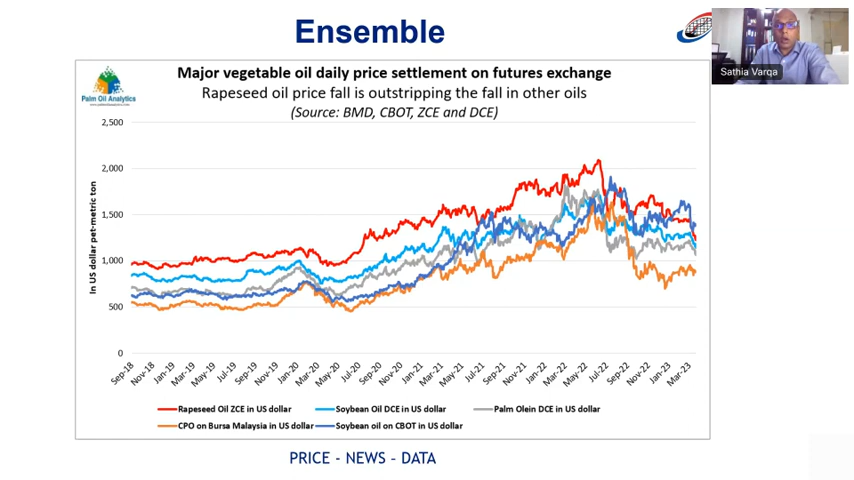 Ensemble
Sathia Varqa
Major vegetable oil daily price settlement on futures exchange
Rapeseed oil price fall is outstripping the fall in other oils
(Source: BMD, CBOT, ZCE and DCE)
Palm Oil Analytics
In US dollar pet-metric ton
2,500
2,000
1,500
1,000
500
0
Sep-18 Nov-18 Jan-19 Mar-19 May-19 Jul-19 Sep-19 Nov-19 Jan-20 Mar-20 May-20 Jul-20 Sep-20 Nov-20 Jan-21 Mar-21 May-21 Jul-21 Sep-21 Nov-21 Jan-22 Mar-22 May-22 Jul-22 Sep-22 Nov-22 Jan-23 Mar-23
Rapeseed Oil ZCE in US dollar Soybean Oil DCE in US dollar Palm Olein DCE in US dollar
CPO on Bursa Malaysia in US dollar Soybean oil on CBOT in US dollar
PRICE - NEWS - DATA